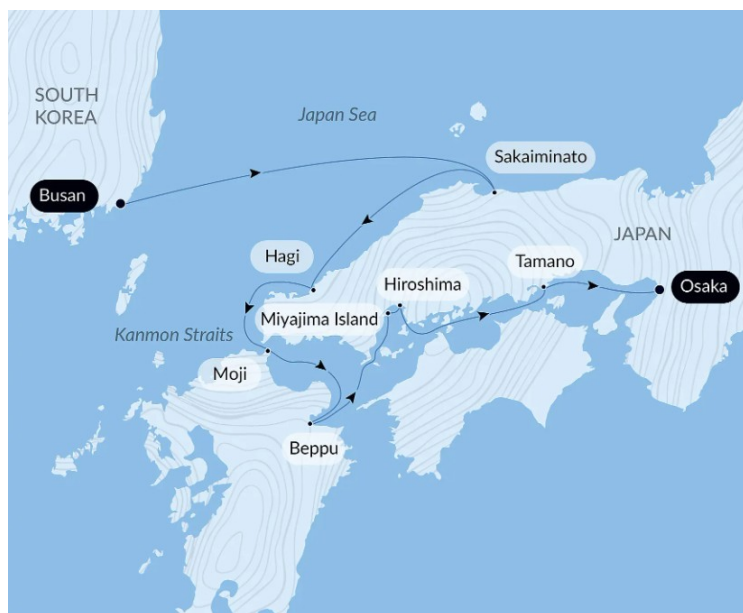 SOUTH
KOREA
Japan Sea
Sakaiminato
Busan
JAPAN
Hagi
Tamano
Hiroshima
Osaka
Miyajima Island
Kanmon Straits
Moji
Beppu